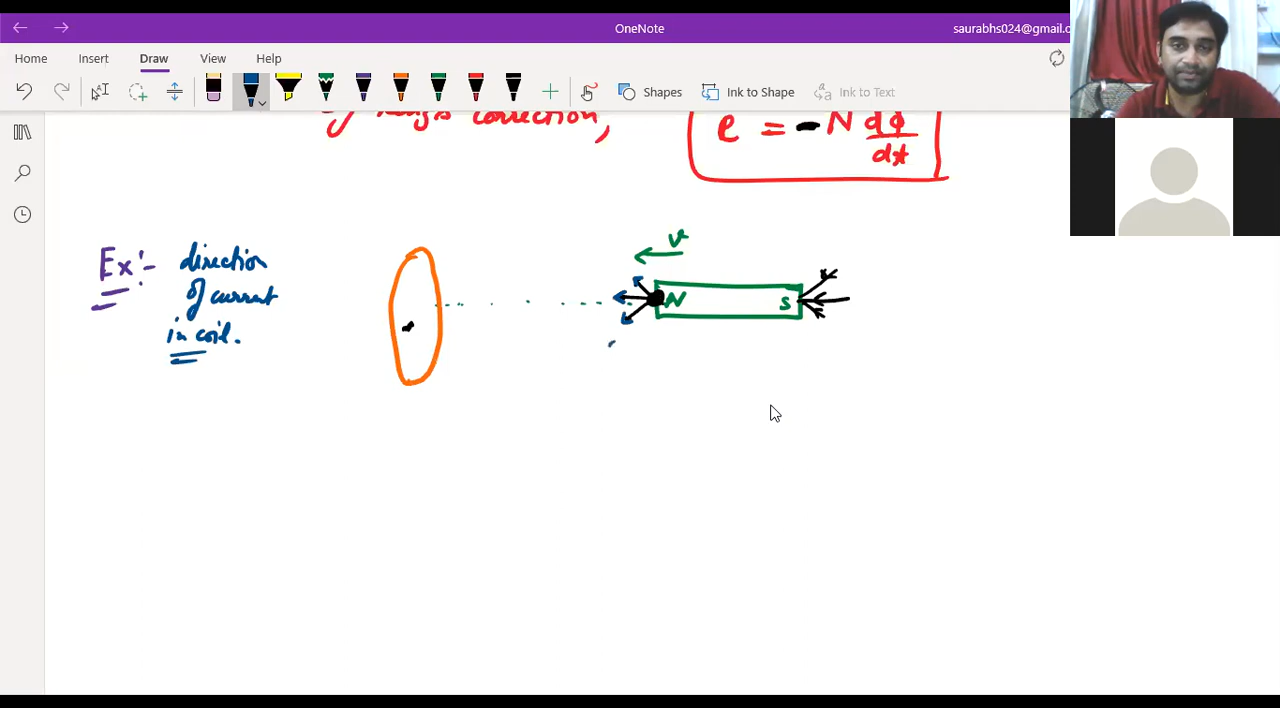 OneNote
saurabhs024@gmail.c
Home Insert Draw View Help
Shapes Ink to Shape Ink to Text
correction,
e = -N dφ
dt
Ex:- direction
of current
in coil.
v
N S